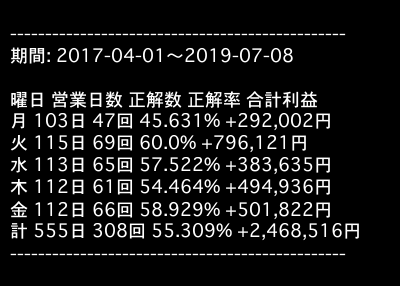 ------------------------------------------------
期間: 2017-04-01〜2019-07-08
曜日 営業日数 正解数 正解率 合計利益
月 103日 47回 45.631% +292,002円
火 115日 69回 60.0% +796,121円
水 113日 65回 57.522% +383,635円
木 112日 61回 54.464% +494,936円
金 112日 66回 58.929% +501,822円
計 555日 308回 55.309% +2,468,516円
------------------------------------------------